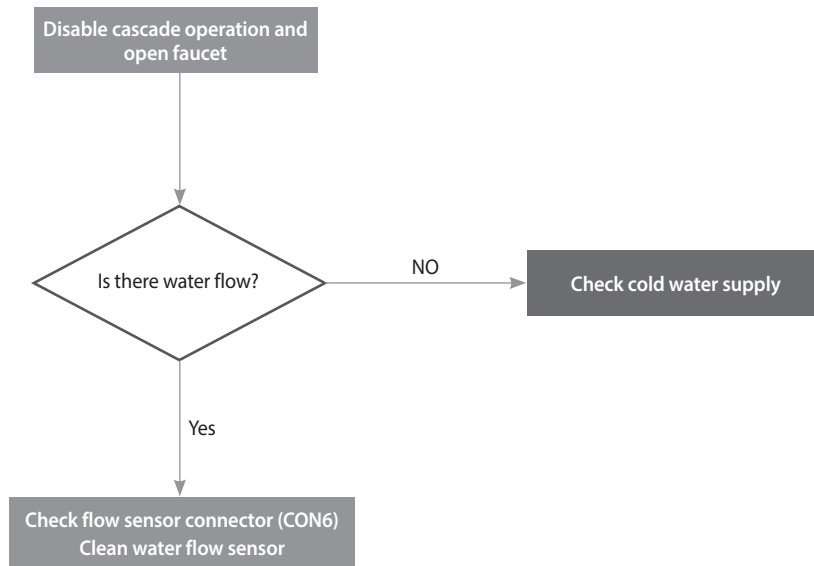 Disable cascade operation and
open faucet
Is there water flow?
NO
Check cold water supply
Yes
Check flow sensor connector (CON6)
Clean water flow sensor